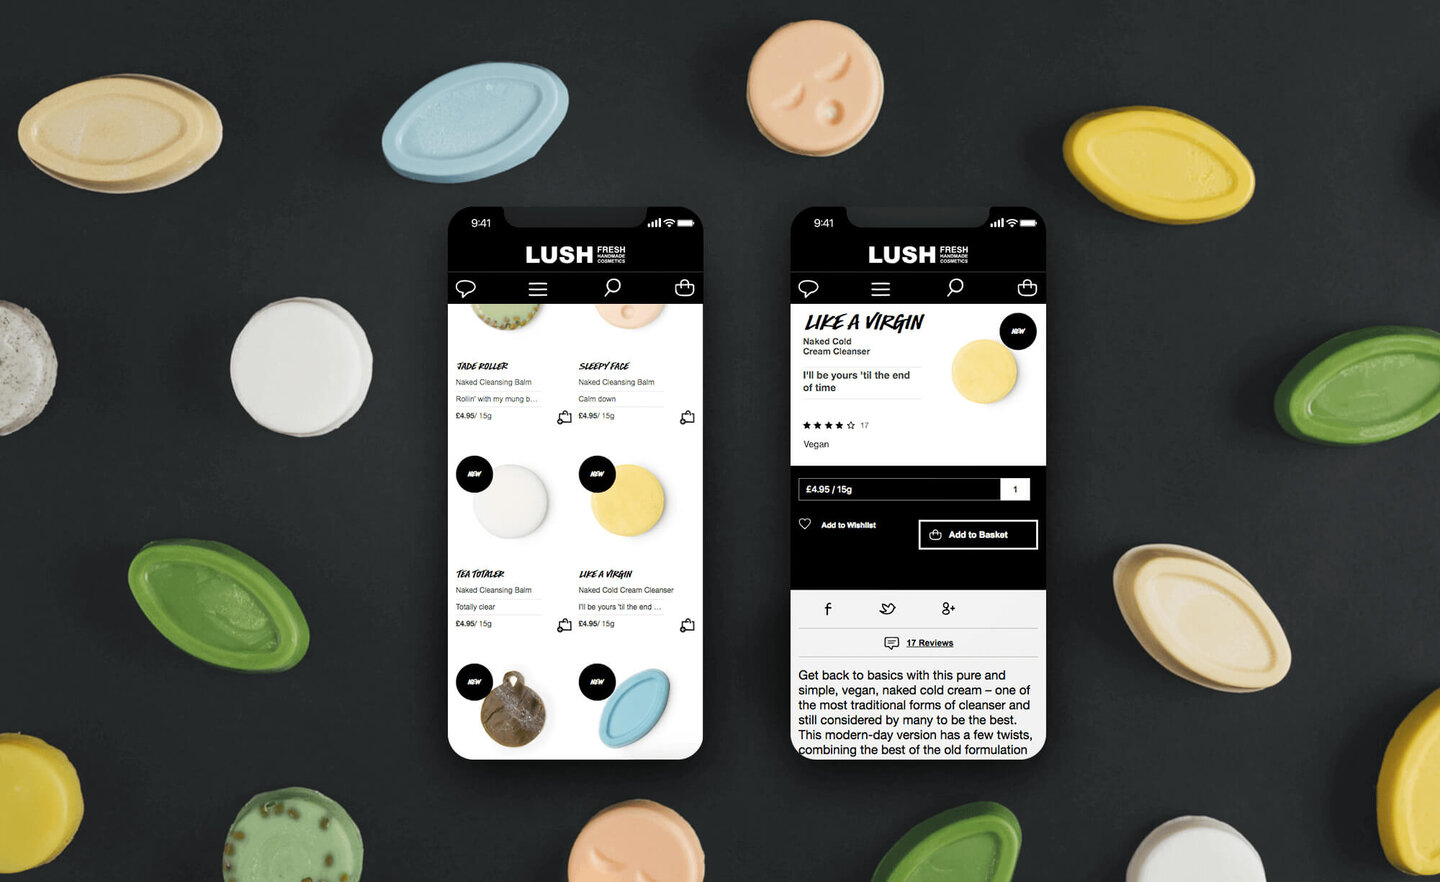 9:41
LUSH FRESH
HANDMADE
COSMETICS
JADE ROLLER
Naked Cleansing Balm
Rollin' with my mung b...
£4.95/ 15g
SLEEPY FACE
Naked Cleansing Balm
Calm down
£4.95/ 15g
NEW
NEW
TEA TOTALER
Naked Cleansing Balm
Totally clear
£4.95/ 15g
LIKE A VIRGIN
Naked Cold Cream Cleanser
I'll be yours 'til the end ...
£4.95/ 15g
NEW
NEW
9:41
LUSH FRESH
HANDMADE
COSMETICS
LIKE A VIRGIN
NEW
Naked Cold
Cream Cleanser
I'll be yours 'til the end
of time
17
Vegan
£4.95 / 15g
1
Add to Wishlist
Add to Basket
f
g+
17 Reviews
Get back to basics with this pure and
simple, vegan, naked cold cream – one of
the most traditional forms of cleanser and
still considered by many to be the best.
This modern-day version has a few twists,
combining the best of the old formulation